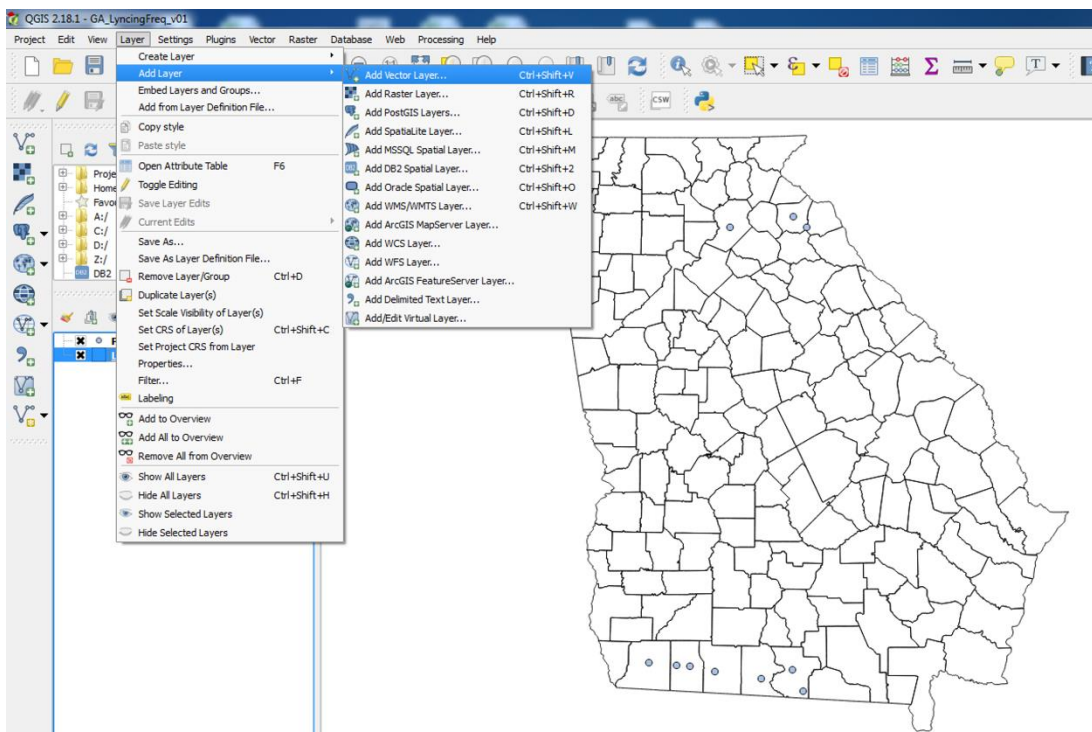 QGIS 2.18.1 - GA_LyncingFreq_v01
Project Edit View Layer Settings Plugins Vector Raster Database Web Processing Help
Create Layer
Add Layer
Embed Layers and Groups...
Add from Layer Definition File...
Copy style
Paste style
Open Attribute Table F6
Toggle Editing
Save Layer Edits
Current Edits
Save As...
Save As Layer Definition File...
Remove Layer/Group Ctrl+D
Duplicate Layer(s)
Set Scale Visibility of Layer(s)
Set CRS of Layer(s) Ctrl+Shift+C
Set Project CRS from Layer
Properties...
Filter... Ctrl+F
abc Labeling
Add to Overview
Add All to Overview
Remove All from Overview
Show All Layers Ctrl+Shift+U
Hide All Layers Ctrl+Shift+H
Show Selected Layers
Hide Selected Layers
Add Vector Layer... Ctrl+Shift+V
Add Raster Layer... Ctrl+Shift+R
Add PostGIS Layers... Ctrl+Shift+D
Add SpatiaLite Layer... Ctrl+Shift+L
Add MSSQL Spatial Layer... Ctrl+Shift+M
Add DB2 Spatial Layer... Ctrl+Shift+2
Add Oracle Spatial Layer... Ctrl+Shift+O
Add WMS/WMTS Layer... Ctrl+Shift+W
Add ArcGIS MapServer Layer...
Add WCS Layer...
Add WFS Layer...
Add ArcGIS FeatureServer Layer...
Add Delimited Text Layer...
Add/Edit Virtual Layer...
abc CSW
Proje
Home
Favo
A:/
C:/
D:/
Z:/
DB2